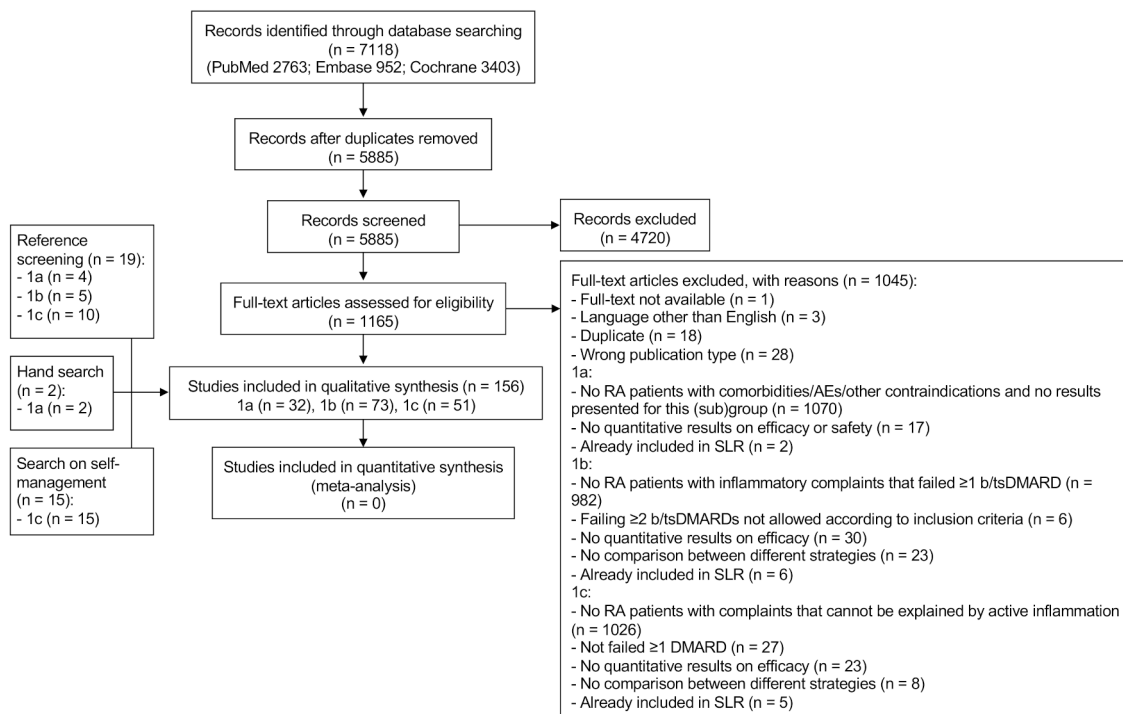 Records identified through database searching
(n = 7118)
(PubMed 2763; Embase 952; Cochrane 3403)
Records after duplicates removed
(n = 5885)
Records screened
(n = 5885)
Records excluded
(n = 4720)
Reference
screening (n = 19):
- 1a (n = 4)
- 1b (n = 5)
- 1c (n = 10)
Full-text articles assessed for eligibility
(n = 1165)
Full-text articles excluded, with reasons (n = 1045):
- Full-text not available (n = 1)
- Language other than English (n = 3)
- Duplicate (n = 18)
- Wrong publication type (n = 28)
1a:
- No RA patients with comorbidities/AEs/other contraindications and no results
presented for this (sub)group (n = 1070)
- No quantitative results on efficacy or safety (n = 17)
- Already included in SLR (n = 2)
1b:
- No RA patients with inflammatory complaints that failed ≥1 b/tsDMARD (n =
982)
- Failing ≥2 b/tsDMARDs not allowed according to inclusion criteria (n = 6)
- No quantitative results on efficacy (n = 30)
- No comparison between different strategies (n = 23)
- Already included in SLR (n = 6)
1c:
- No RA patients with complaints that cannot be explained by active inflammation
(n = 1026)
- Not failed ≥1 DMARD (n = 27)
- No quantitative results on efficacy (n = 23)
- No comparison between different strategies (n = 8)
- Already included in SLR (n = 5)
Hand search
(n = 2):
- 1a (n = 2)
Studies included in qualitative synthesis (n = 156)
1a (n = 32), 1b (n = 73), 1c (n = 51)
Search on self-
management
(n = 15):
- 1c (n = 15)
Studies included in quantitative synthesis
(meta-analysis)
(n = 0)